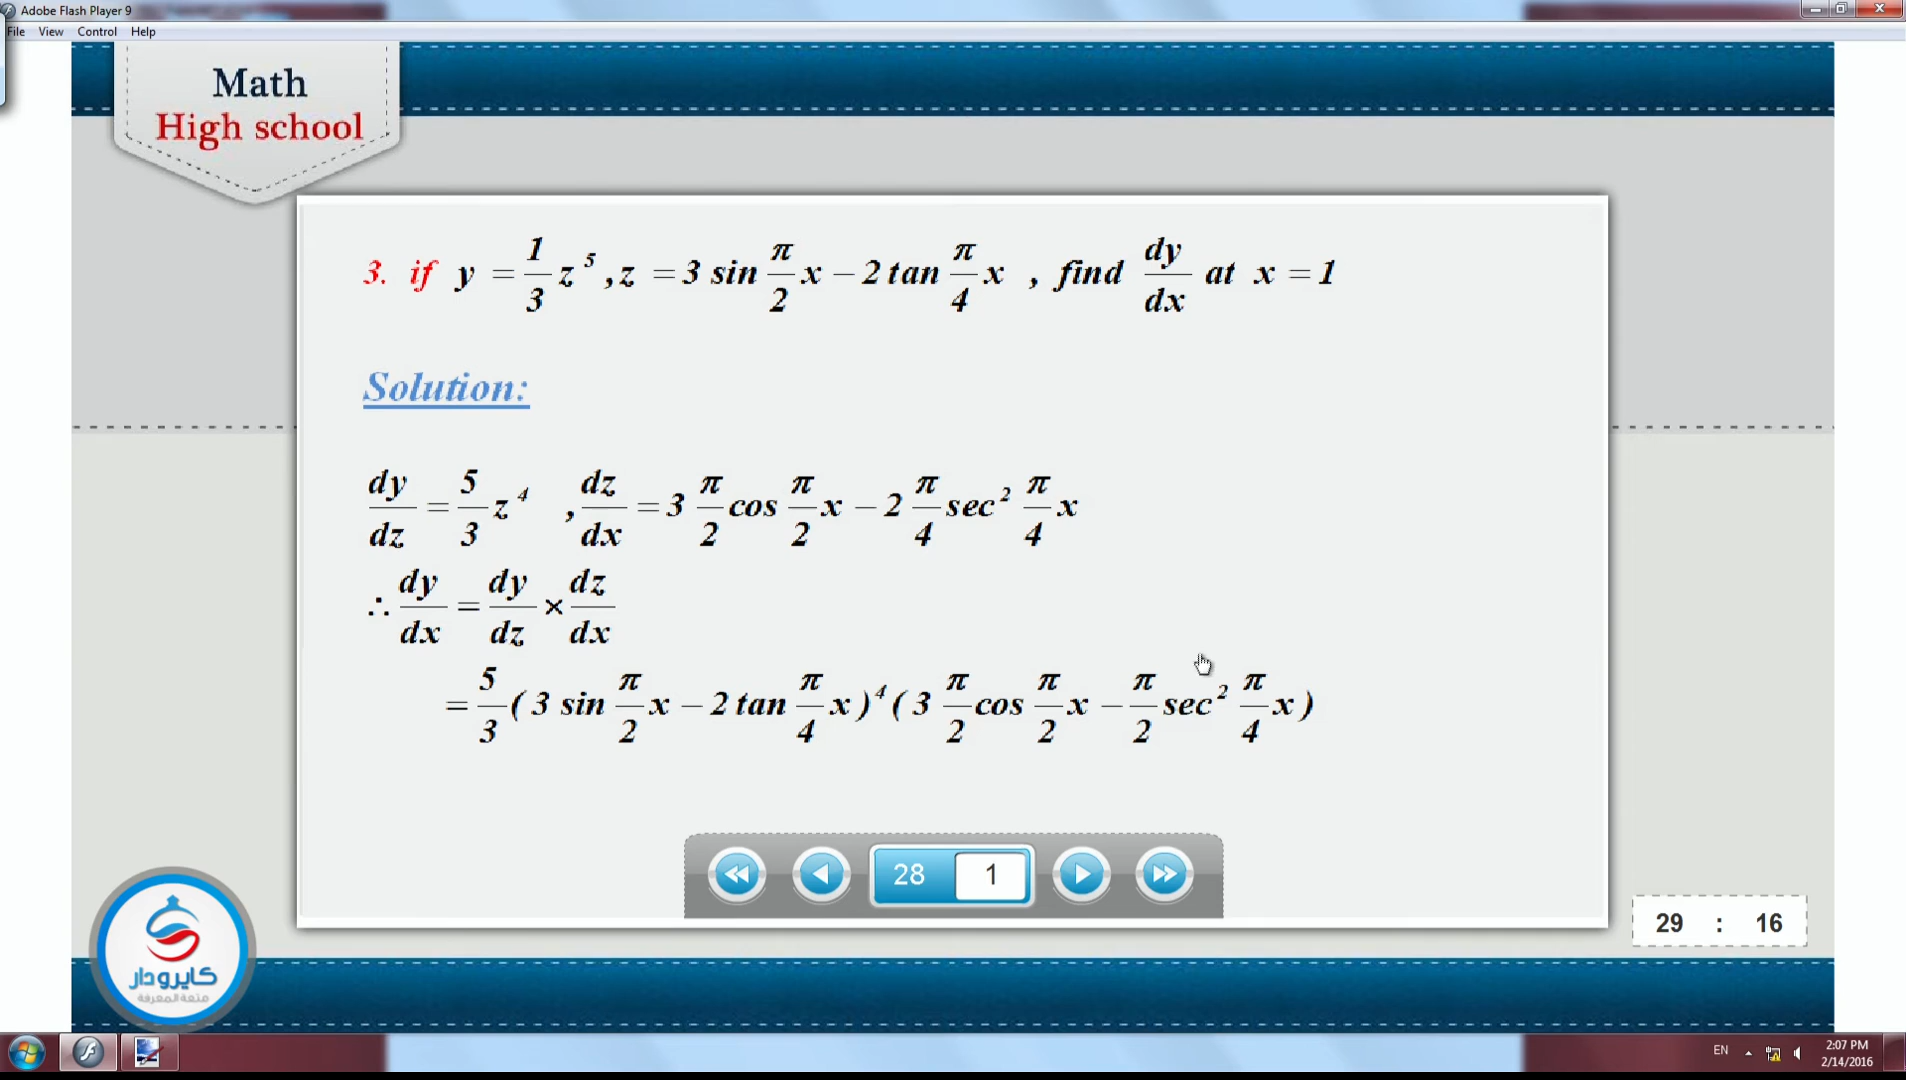 Adobe Flash Player 9
File View Control Help
Math
High school
3. if y = 1/3 z^5 , z = 3 sin π/2 x − 2 tan π/4 x , find dy/dx at x = 1
Solution:
dy/dz = 5/3 z^4 , dz/dx = 3 π/2 cos π/2 x − 2 π/4 sec^2 π/4 x
∴ dy/dx = dy/dz × dz/dx
= 5/3 ( 3 sin π/2 x − 2 tan π/4 x )^4 ( 3 π/2 cos π/2 x − π/2 sec^2 π/4 x )
28 1
29 : 16
كايرودار
متعة المعرفة
EN
2:07 PM
2/14/2016